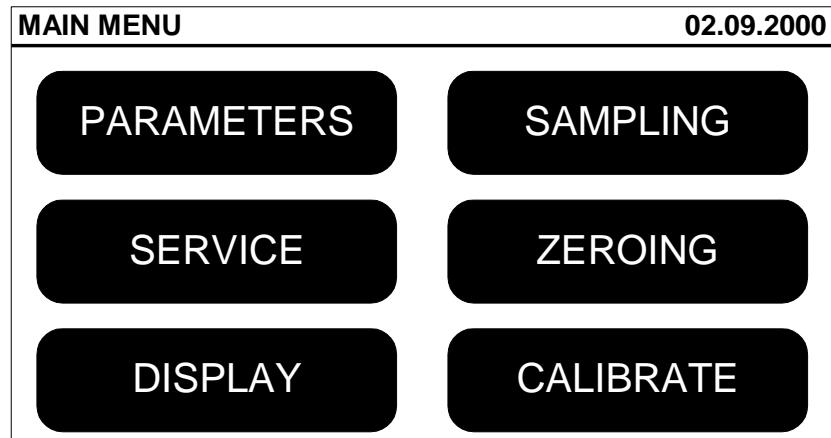 MAIN MENU 02.09.2000
PARAMETERS SAMPLING
SERVICE ZEROING
DISPLAY CALIBRATE